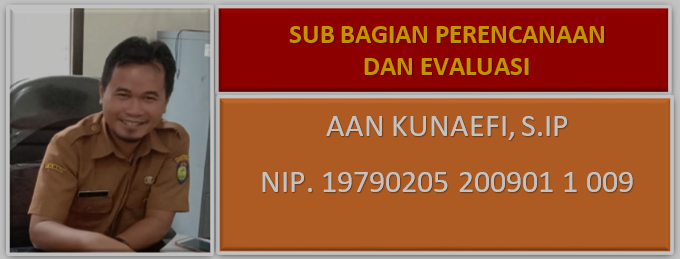 SUB BAGIAN PERENCANAAN
DAN EVALUASI
AAN KUNAEFI, S.IP
NIP. 19790205 200901 1 009